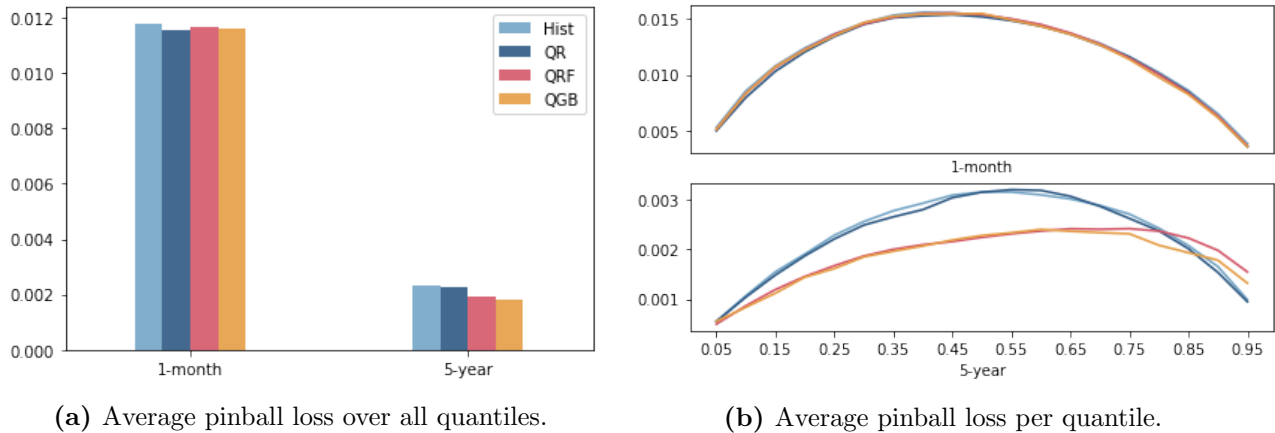 0.012
0.010
0.008
0.006
0.004
0.002
0.000
Hist
QR
QRF
QGB
1-month
5-year
(a) Average pinball loss over all quantiles.
0.015
0.010
0.005
1-month
0.003
0.002
0.001
0.05 0.15 0.25 0.35 0.45 0.55 0.65 0.75 0.85 0.95
5-year
(b) Average pinball loss per quantile.